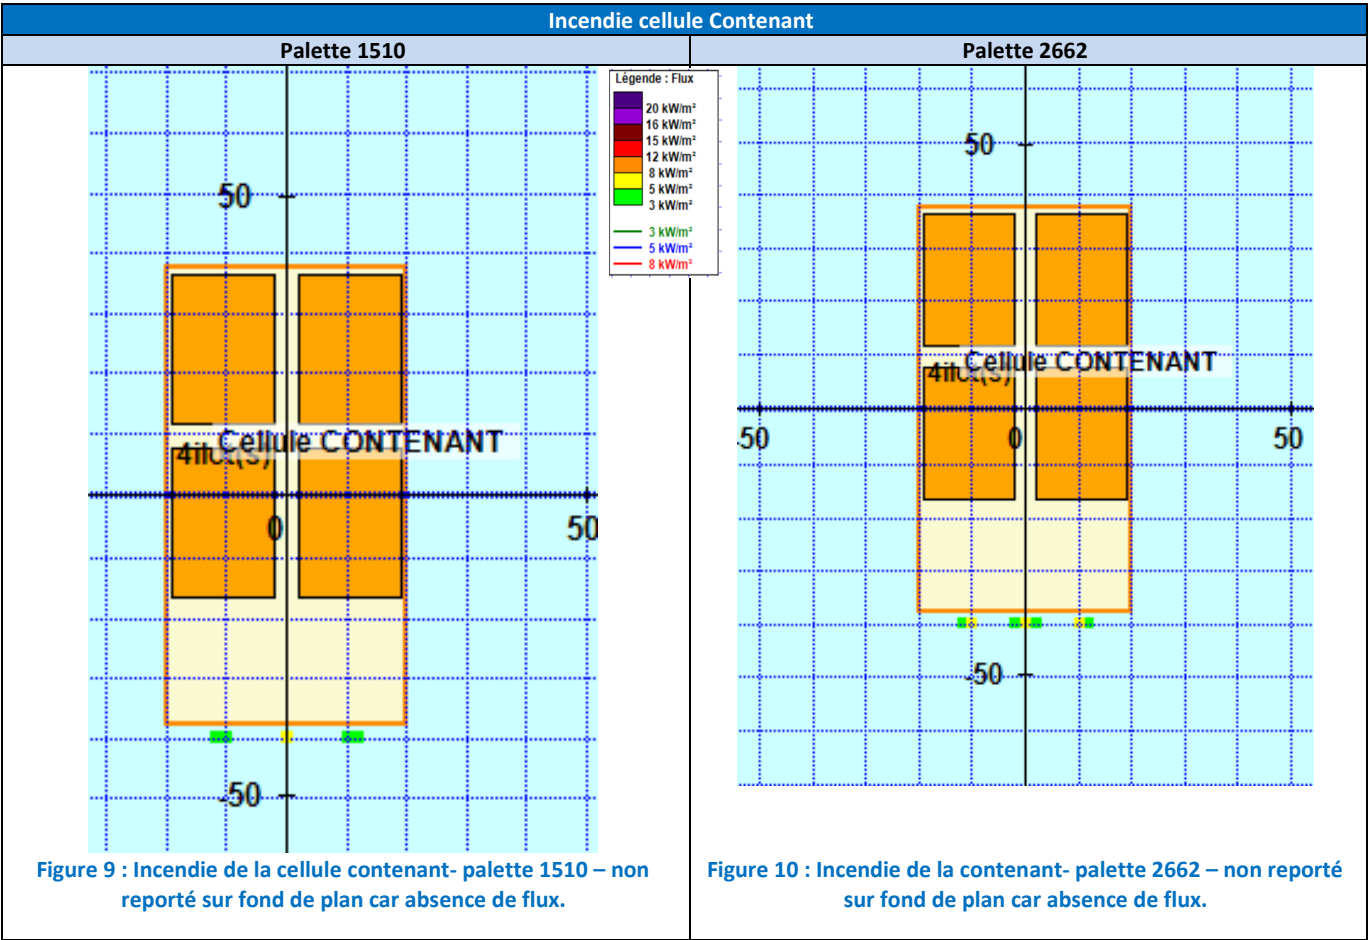 Incendie cellule Contenant
Palette 1510
Palette 2662
Légende : Flux
20 kW/m²
16 kW/m²
15 kW/m²
12 kW/m²
8 kW/m²
5 kW/m²
3 kW/m²
3 kW/m²
5 kW/m²
8 kW/m²
50
Cellule CONTENANT
0
50
-50
50
Cellule CONTENANT
-50
0
50
-50
Figure 9 : Incendie de la cellule contenant- palette 1510 – non
reporté sur fond de plan car absence de flux.
Figure 10 : Incendie de la contenant- palette 2662 – non reporté
sur fond de plan car absence de flux.